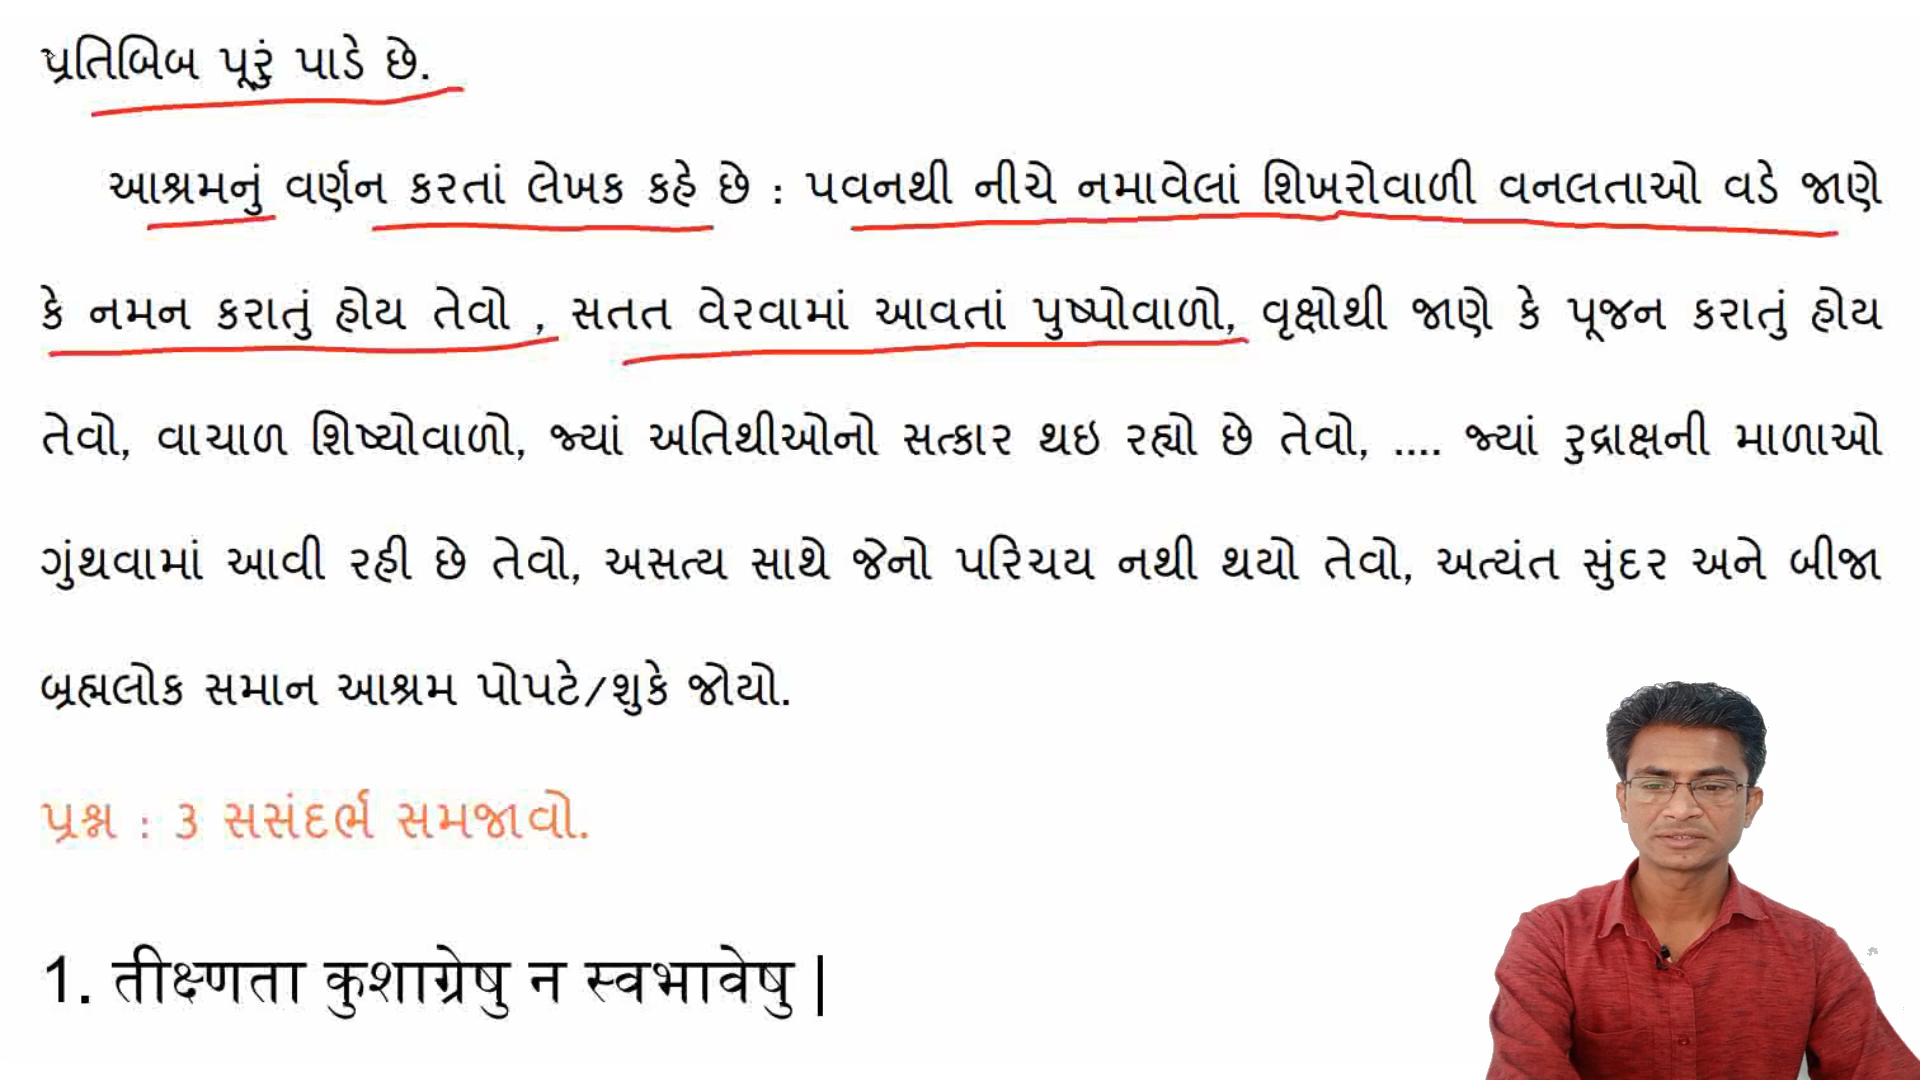 પ્રતિબિબ પૂરું પાડે છે.
આશ્રમનું વર્ણન કરતાં લેખક કહે છે : પવનથી નીચે નમાવેલાં શિખરોવાળી વનલતાઓ વડે જાણે
કે નમન કરાતું હોય તેવો , સતત વેરવામાં આવતાં પુષ્પોવાળો, વૃક્ષોથી જાણે કે પૂજન કરાતું હોય
તેવો, વાચાળ શિષ્યોવાળો, જ્યાં અતિથીઓનો સત્કાર થઇ રહ્યો છે તેવો, .... જ્યાં રુદ્રાક્ષની માળાઓ
ગુંથવામાં આવી રહી છે તેવો, અસત્ય સાથે જેનો પરિચય નથી થયો તેવો, અત્યંત સુંદર અને બીજા
બ્રહ્મલોક સમાન આશ્રમ પોપટે/શુકે જોયો.
પ્રશ્ન : 3 સસંદર્ભ સમજાવો.
1. तीक्ष्णता कुशाग्रेषु न स्वभावेषु |